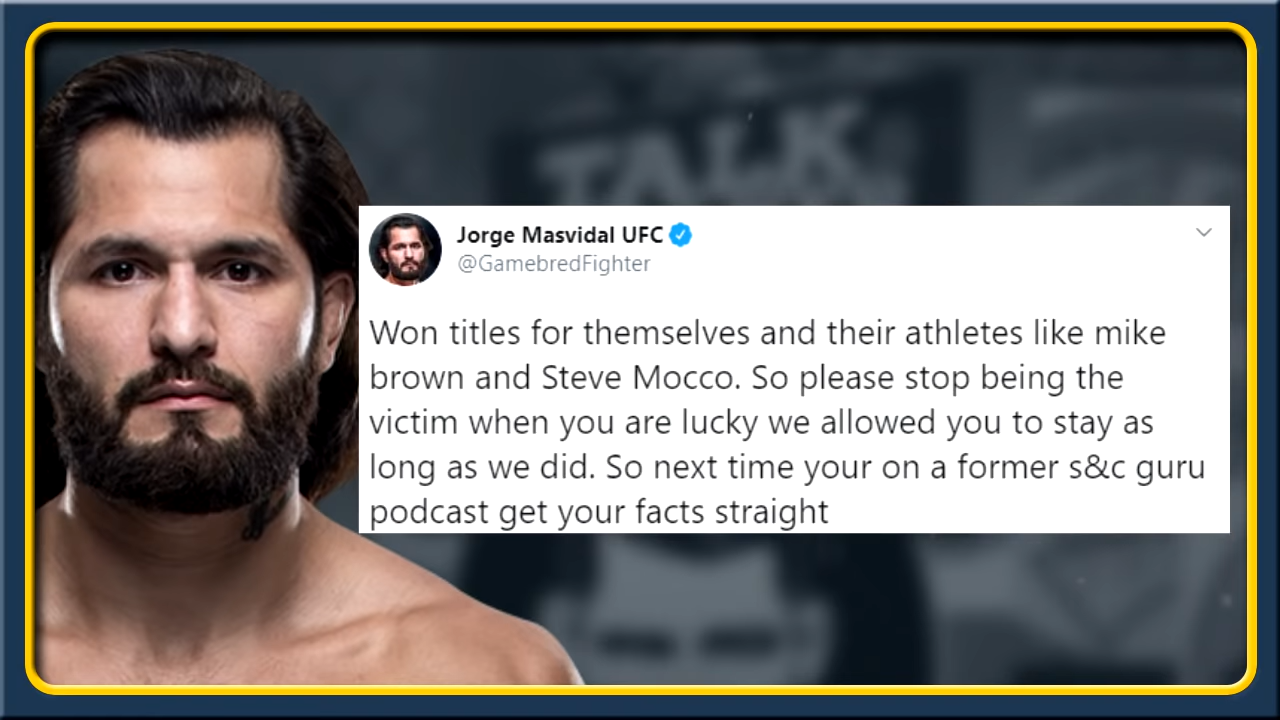 TALK
Jorge Masvidal UFC
@GamebredFighter
Won titles for themselves and their athletes like mike
brown and Steve Mocco. So please stop being the
victim when you are lucky we allowed you to stay as
long as we did. So next time your on a former s&c guru
podcast get your facts straight